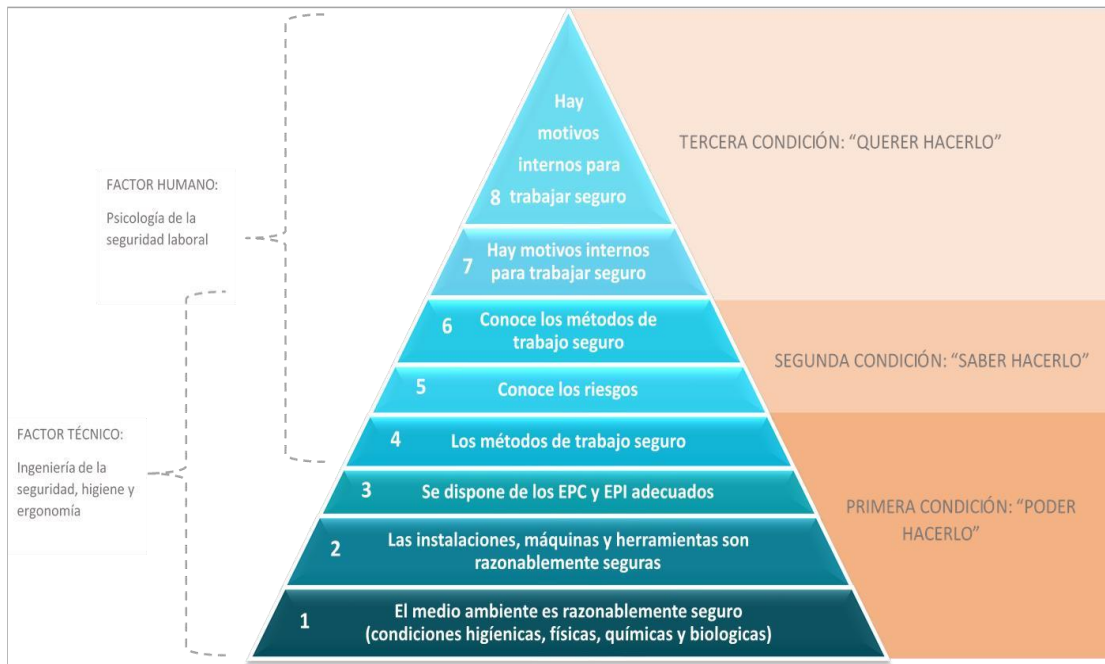 Hay
motivos
internos para
8 trabajar seguro
TERCERA CONDICIÓN: “QUERER HACERLO”
FACTOR HUMANO:
Psicología de la
seguridad laboral
7 Hay motivos internos
para trabajar seguro
6 Conoce los métodos de
trabajo seguro
SEGUNDA CONDICIÓN: “SABER HACERLO”
5 Conoce los riesgos
FACTOR TÉCNICO:
Ingeniería de la
seguridad, higiene y
ergonomía
4 Los métodos de trabajo seguro
3 Se dispone de los EPC y EPI adecuados
PRIMERA CONDICIÓN: “PODER
HACERLO”
2 Las instalaciones, máquinas y herramientas son
razonablemente seguras
1 El medio ambiente es razonablemente seguro
(condiciones higíenicas, físicas, químicas y biologicas)